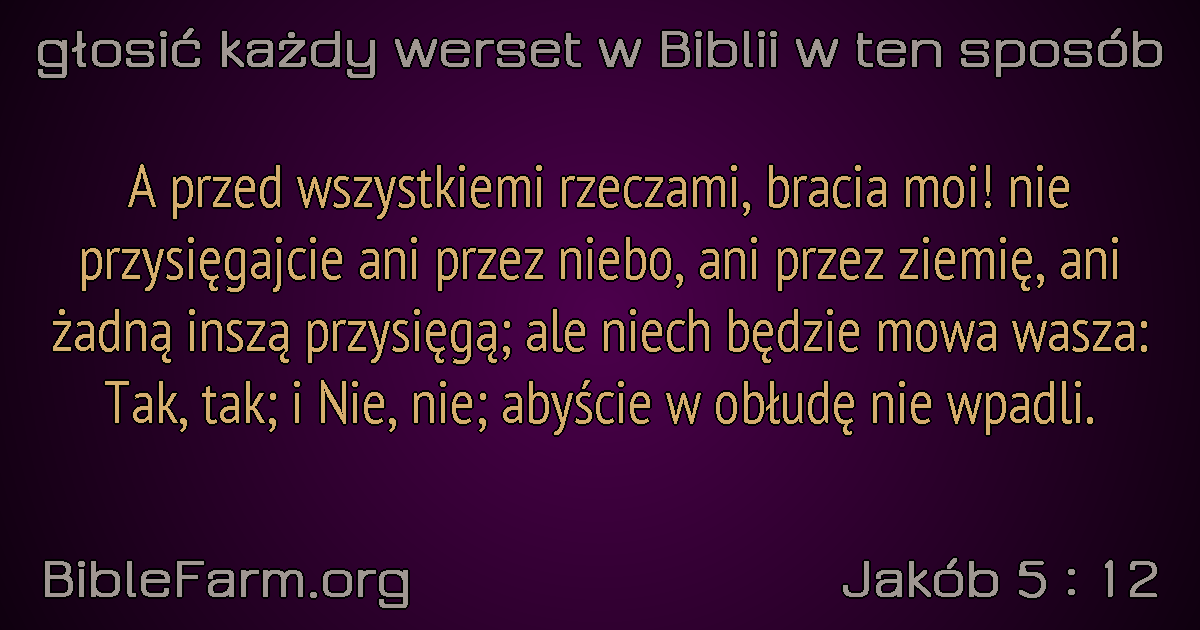 głosić każdy werset w Biblii w ten sposób
A przed wszystkiemi rzeczami, bracia moi! nie
przysięgajcie ani przez niebo, ani przez ziemię, ani
żadną inszą przysięgą; ale niech będzie mowa wasza:
Tak, tak; i Nie, nie; abyście w obłudę nie wpadli.
BibleFarm.org
Jakób 5 : 12